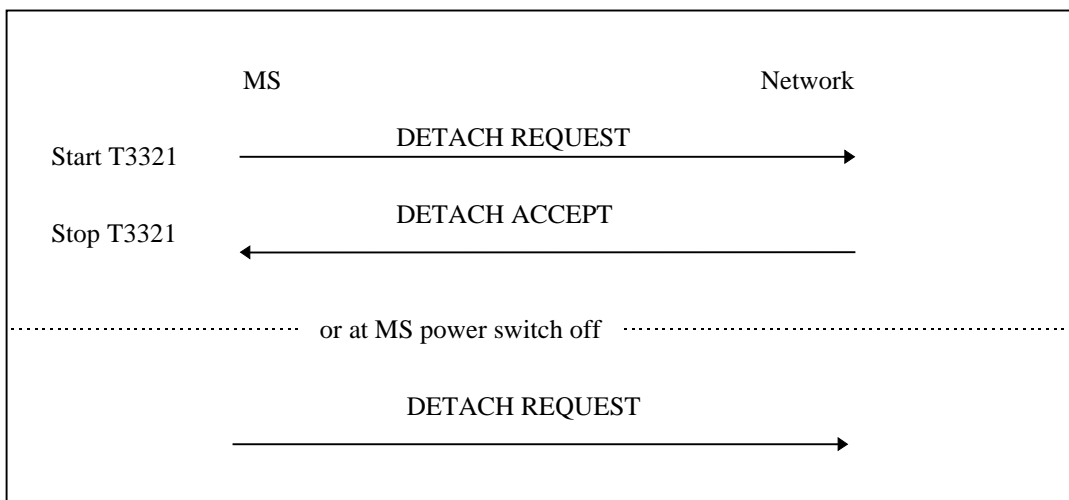 MS Network
Start T3321 DETACH REQUEST
Stop T3321 DETACH ACCEPT
or at MS power switch off
DETACH REQUEST